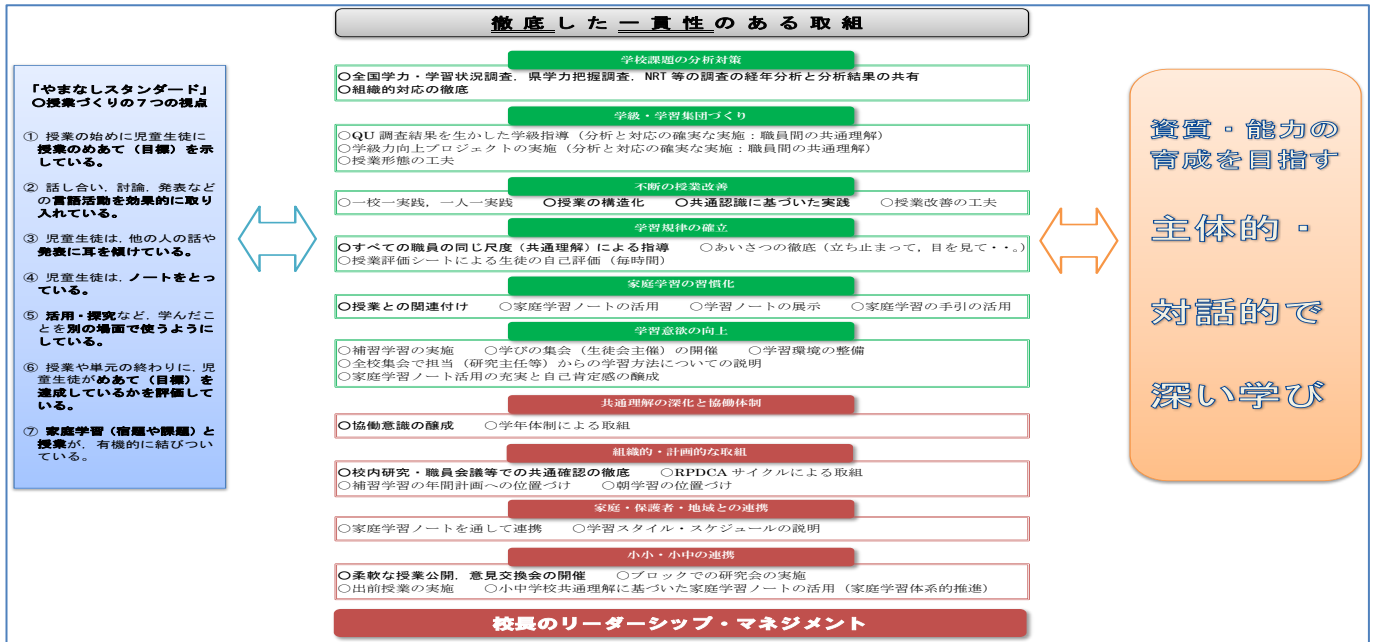 徹底した一貫性のある取組
「やまなしスタンダード」
〇授業づくりの７つの視点
① 授業の始めに児童生徒に
授業のめあて（目標）を示
している。
② 話し合い，討論，発表など
の言語活動を効果的に取り
入れている。
③ 児童生徒は，他の人の話や
発表に耳を傾けている。
④ 児童生徒は，ノートをとっ
ている。
⑤ 活用・探究など，学んだこ
とを別の場面で使うように
している。
⑥ 授業や単元の終わりに，児
童生徒がめあて（目標）を
達成しているかを評価して
いる。
⑦ 家庭学習（宿題や課題）と
授業が，有機的に結びつい
ている。
学校課題の分析対策
〇全国学力・学習状況調査，県学力把握調査，NRT 等の調査の経年分析と分析結果の共有
〇組織的対応の徹底
学級・学習集団づくり
〇QU 調査結果を生かした学級指導（分析と対応の確実な実施：職員間の共通理解）
〇学級力向上プロジェクトの実施（分析と対応の確実な実施：職員間の共通理解）
〇授業形態の工夫
不断の授業改善
〇一校一実践，一人一実践　〇授業の構造化　〇共通認識に基づいた実践　〇授業改善の工夫
学習規律の確立
〇すべての職員の同じ尺度（共通理解）による指導　〇あいさつの徹底（立ち止まって，目を見て・・。）
〇授業評価シートによる生徒の自己評価（毎時間）
家庭学習の習慣化
〇授業との関連付け　〇家庭学習ノートの活用　〇学習ノートの展示　〇家庭学習の手引の活用
学習意欲の向上
〇補習学習の実施　〇学びの集会（生徒会主催）の開催　〇学習環境の整備
〇全校集会で担当（研究主任等）からの学習方法についての説明
〇家庭学習ノート活用の充実と自己肯定感の醸成
共通理解の深化と協働体制
〇協働意識の醸成　〇学年体制による取組
組織的・計画的な取組
〇校内研究・職員会議等での共通確認の徹底　〇RPDCA サイクルによる取組
〇補習学習の年間計画への位置づけ　〇朝学習の位置づけ
家庭・保護者・地域との連携
〇家庭学習ノートを通して連携　〇学習スタイル・スケジュールの説明
小小・小中の連携
〇柔軟な授業公開，意見交換会の開催　〇ブロックでの研究会の実施
〇出前授業の実施　〇小中学校共通理解に基づいた家庭学習ノートの活用（家庭学習体系的推進）
校長のリーダーシップ・マネジメント
資質・能力の
育成を目指す
主体的・
対話的で
深い学び